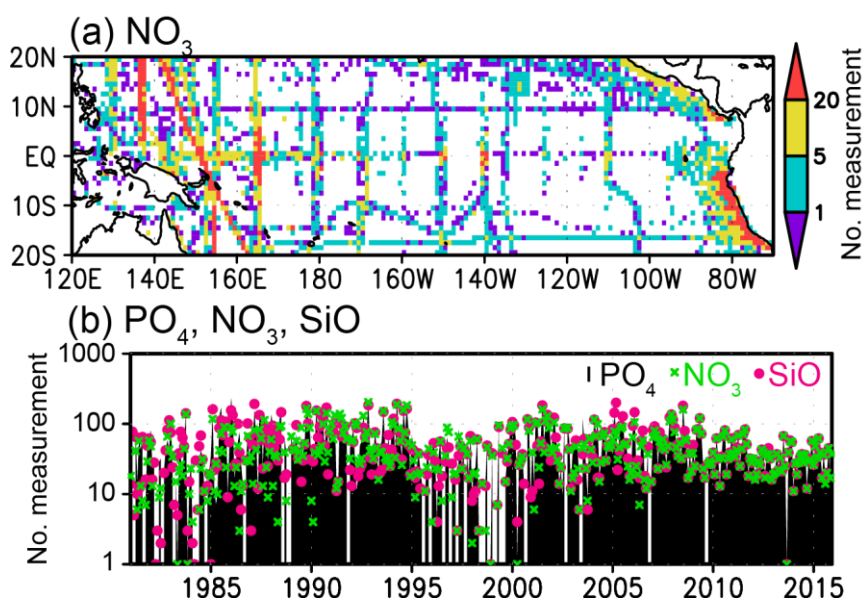 (a) NO₃
20N
10N
EQ
10S
20S
120E 140E 160E 180 160W 140W 120W 100W 80W
20
5
1
No. measurement
(b) PO₄, NO₃, SiO
No. measurement
1000
100
10
1
PO₄ NO₃ SiO
1985 1990 1995 2000 2005 2010 2015